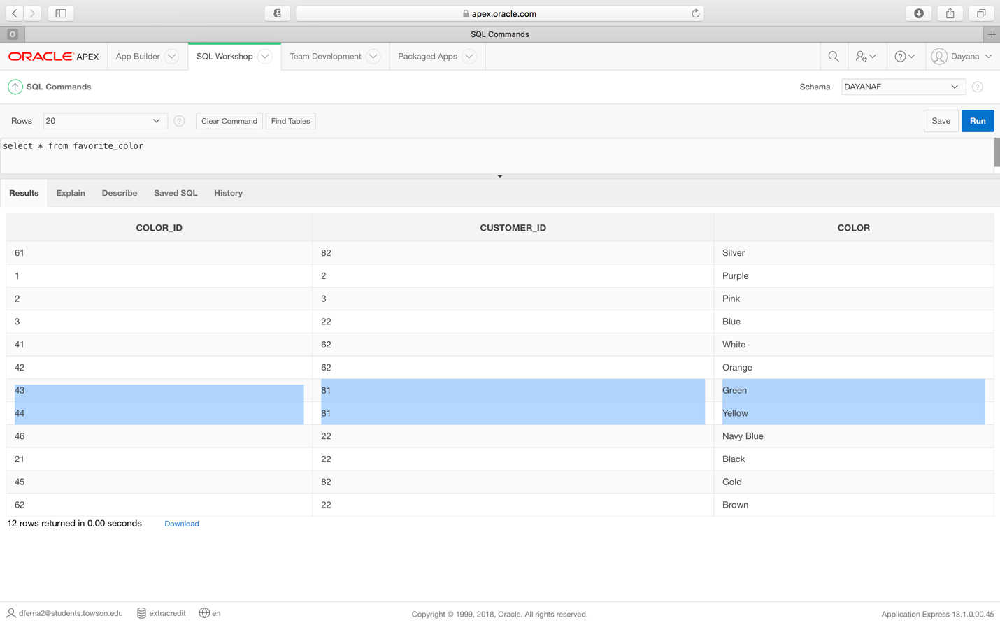 apex.oracle.com
O SQL Commands
ORACLE APEX App Builder SQL Workshop Team Development Packaged Apps ? Dayana
SQL Commands Schema DAYANAF ?
Rows 20 ? Clear Command Find Tables Save Run
select * from favorite_color
Results Explain Describe Saved SQL History
COLOR_ID CUSTOMER_ID COLOR
61 82 Silver
1 2 Purple
2 3 Pink
3 22 Blue
41 62 White
42 62 Orange
43 81 Green
44 81 Yellow
46 22 Navy Blue
21 22 Black
45 82 Gold
62 22 Brown
12 rows returned in 0.00 seconds Download
dferna2@students.towson.edu extracredit en Copyright © 1999, 2018, Oracle. All rights reserved. Application Express 18.1.0.00.45